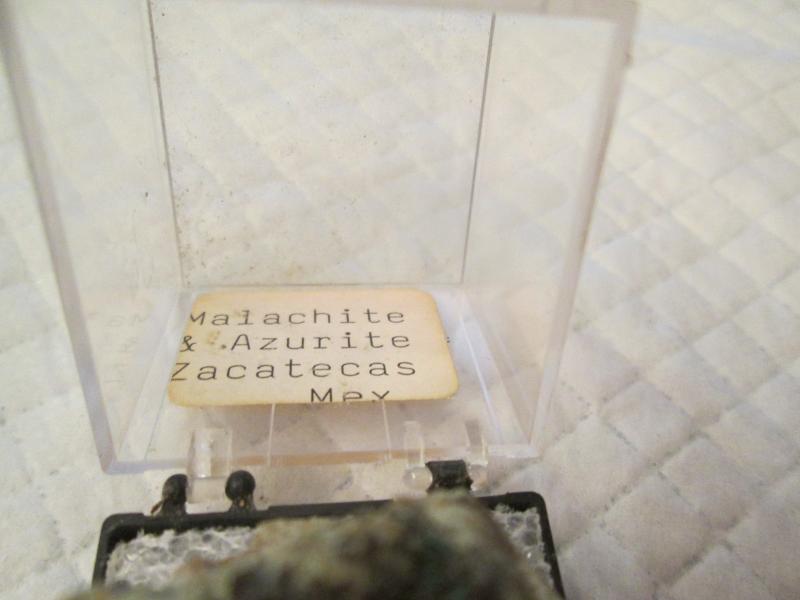 Malachite
& Azurite
Zacatecas
Mex